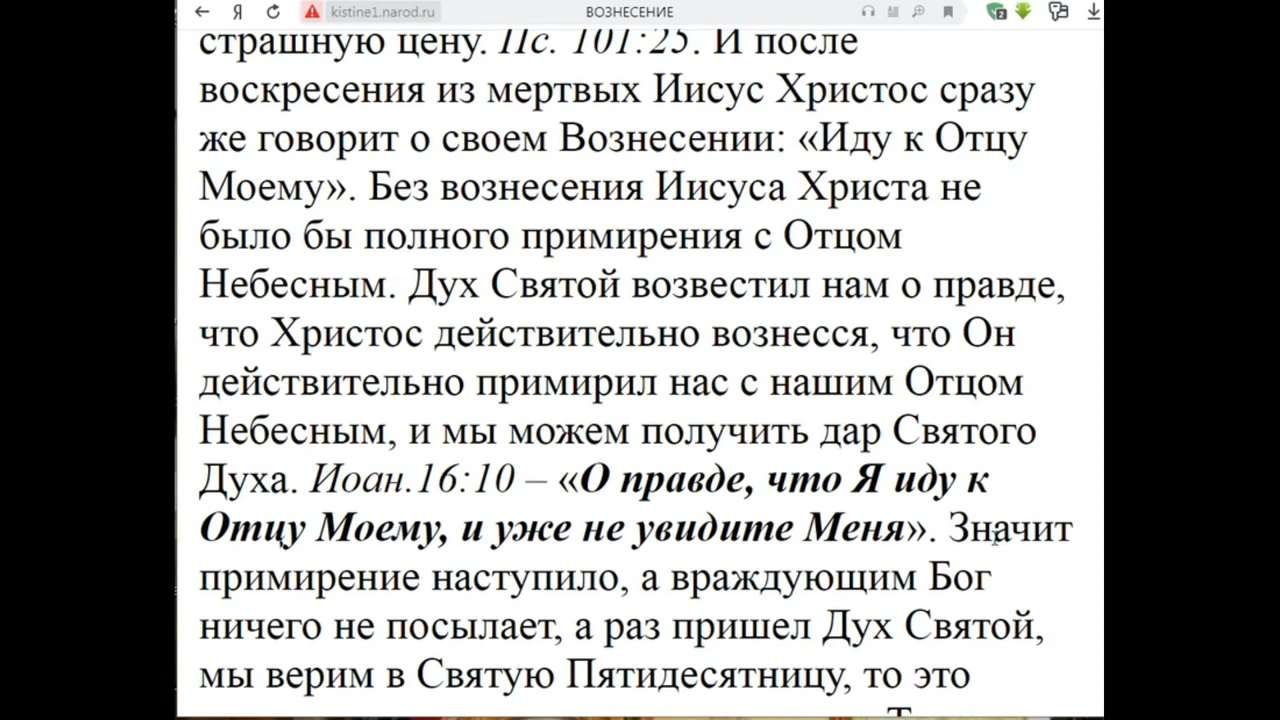 Я
kistine1.narod.ru
ВОЗНЕСЕНИЕ
2
страшную цену. Пс. 101:25. И после
воскресения из мертвых Иисус Христос сразу
же говорит о своем Вознесении: «Иду к Отцу
Моему». Без вознесения Иисуса Христа не
было бы полного примирения с Отцом
Небесным. Дух Святой возвестил нам о правде,
что Христос действительно вознесся, что Он
действительно примирил нас с нашим Отцом
Небесным, и мы можем получить дар Святого
Духа. Иоан.16:10 – «О правде, что Я иду к
Отцу Моему, и уже не увидите Меня». Значит
примирение наступило, а враждующим Бог
ничего не посылает, а раз пришел Дух Святой,
мы верим в Святую Пятидесятницу, то это